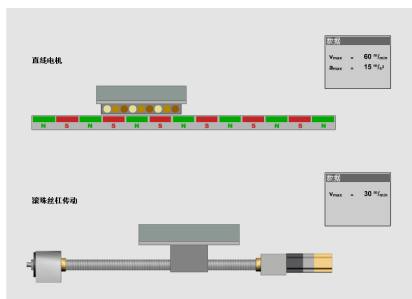 数据
vmax = 60 m/min
amax = 15 m/s²
直线电机
N S N S N S N S N S N S N
数据
vmax = 30 m/min
滚珠丝杠传动